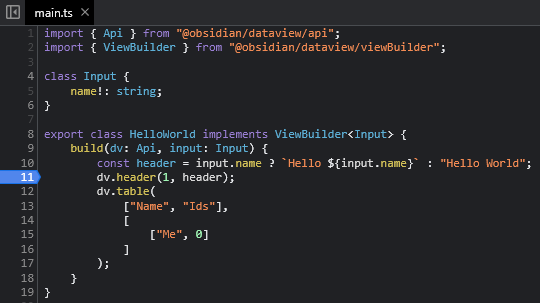 main.ts
1 import { Api } from "@obsidian/dataview/api";
2 import { ViewBuilder } from "@obsidian/dataview/viewBuilder";
3
4 class Input {
5     name!: string;
6 }
7
8 export class HelloWorld implements ViewBuilder<Input> {
9     build(dv: Api, input: Input) {
10         const header = input.name ? `Hello ${input.name}` : "Hello World";
11         dv.header(1, header);
12         dv.table(
13             ["Name", "Ids"],
14             [
15                 ["Me", 0]
16             ]
17         );
18     }
19 }